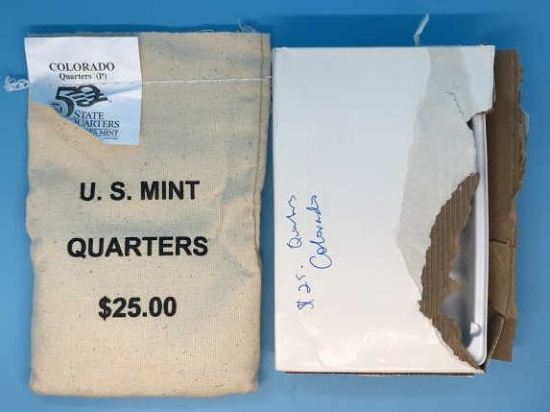 COLORADO
Quarters (P)
50
STATE
QUARTERS
U. S. MINT
QUARTERS
$25.00
$ 25. Quarters
Colorado